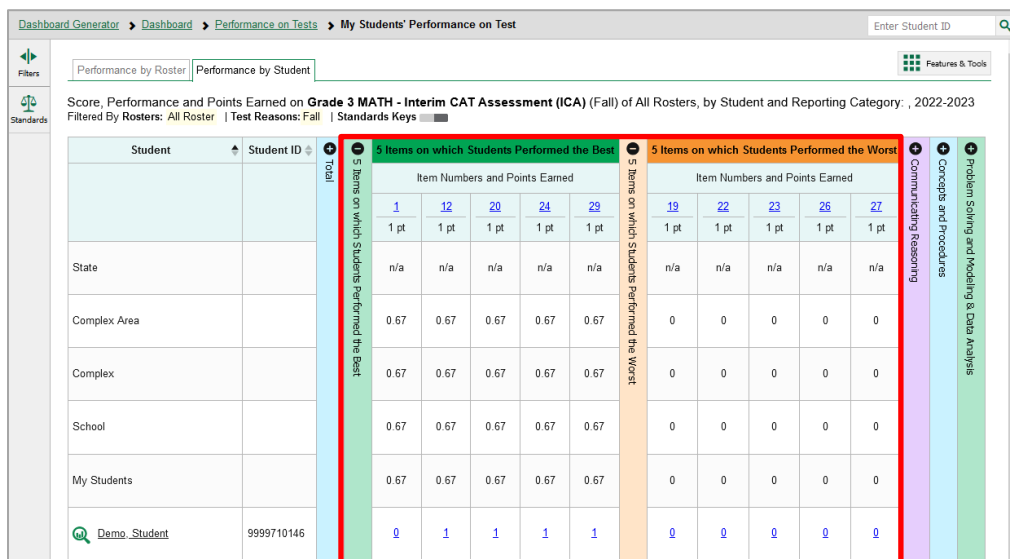 Dashboard Generator > Dashboard > Performance on Tests > My Students' Performance on Test
Enter Student ID
Filters
Standards
Performance by Roster
Performance by Student
Features & Tools
Score, Performance and Points Earned on Grade 3 MATH - Interim CAT Assessment (ICA) (Fall) of All Rosters, by Student and Reporting Category: , 2022-2023
Filtered By Rosters: All Roster | Test Reasons: Fall | Standards Keys
Student Student ID Total 5 Items on which Students Performed the Best 5 Items on which Students Performed the Best 5 Items on which Students Performed the Worst 5 Items on which Students Performed the Worst Communicating Reasoning Concepts and Procedures Problem Solving and Modeling & Data Analysis
Item Numbers and Points Earned Item Numbers and Points Earned
1 12 20 24 29 19 22 23 26 27
1 pt 1 pt 1 pt 1 pt 1 pt 1 pt 1 pt 1 pt 1 pt 1 pt
State n/a n/a n/a n/a n/a n/a n/a n/a n/a n/a
Complex Area 0.67 0.67 0.67 0.67 0.67 0 0 0 0 0
Complex 0.67 0.67 0.67 0.67 0.67 0 0 0 0 0
School 0.67 0.67 0.67 0.67 0.67 0 0 0 0 0
My Students 0.67 0.67 0.67 0.67 0.67 0 0 0 0 0
Demo, Student 9999710146 0 1 1 1 1 0 0 0 0 0